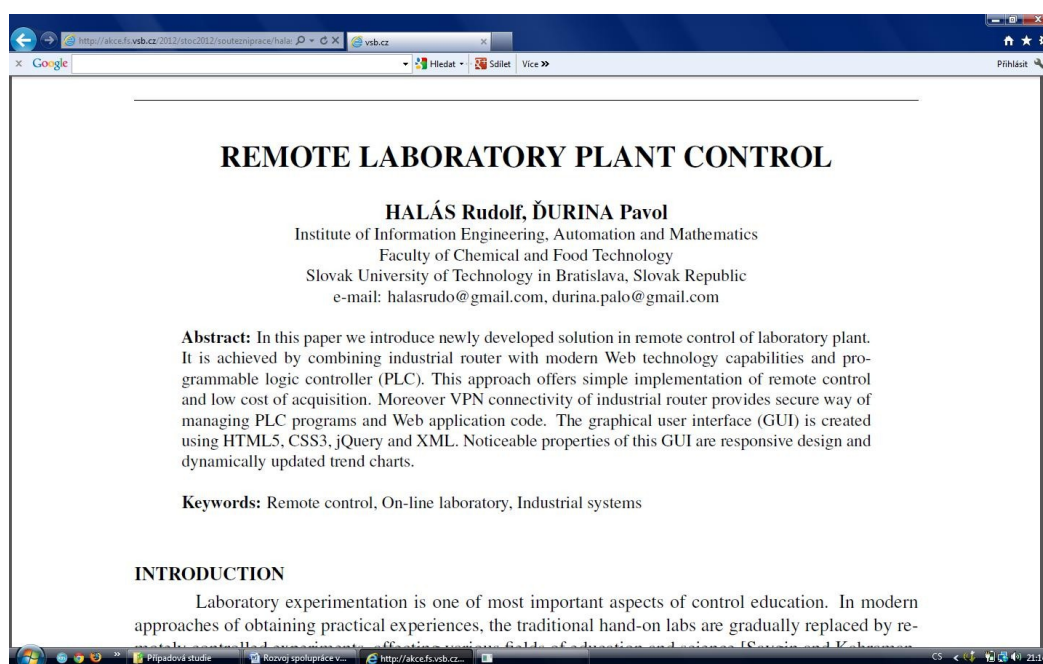 http://akce.fs.vsb.cz/2012/stoc2012/soutezniprace/hala
vsb.cz
Google
Hledat
Sdílet
Více
Přihlásit
REMOTE LABORATORY PLANT CONTROL
HALÁS Rudolf, ĎURINA Pavol
Institute of Information Engineering, Automation and Mathematics
Faculty of Chemical and Food Technology
Slovak University of Technology in Bratislava, Slovak Republic
e-mail: halasrudo@gmail.com, durina.palo@gmail.com
Abstract: In this paper we introduce newly developed solution in remote control of laboratory plant.
It is achieved by combining industrial router with modern Web technology capabilities and pro-
grammable logic controller (PLC). This approach offers simple implementation of remote control
and low cost of acquisition. Moreover VPN connectivity of industrial router provides secure way of
managing PLC programs and Web application code. The graphical user interface (GUI) is created
using HTML5, CSS3, jQuery and XML. Noticeable properties of this GUI are responsive design and
dynamically updated trend charts.
Keywords: Remote control, On-line laboratory, Industrial systems
INTRODUCTION
Laboratory experimentation is one of most important aspects of control education. In modern
approaches of obtaining practical experiences, the traditional hand-on labs are gradually replaced by re-
Případová studie
Rozvoj spolupráce v...
http://akce.fs.vsb.cz...
CS